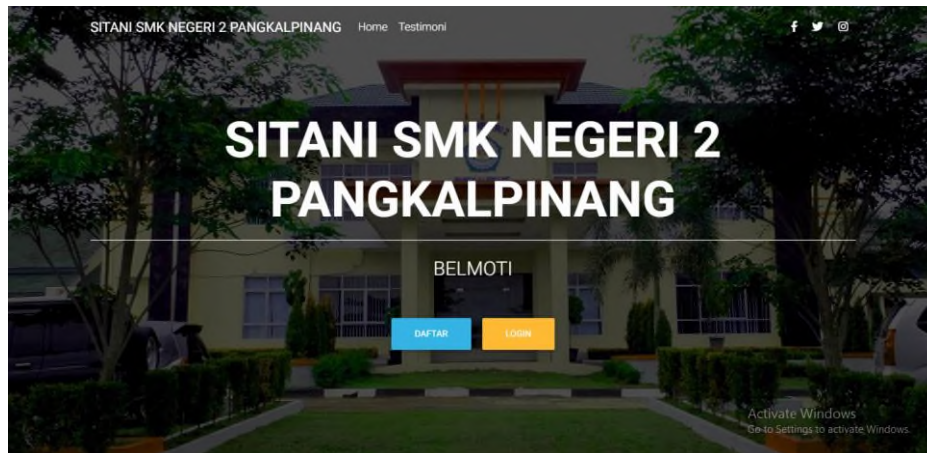 SITANI SMK NEGERI 2 PANGKALPINANG Home Testimoni
SITANI SMK NEGERI 2
PANGKALPINANG
BELMOTI
DAFTAR LOGIN
Activate Windows
Go to Settings to activate Windows.